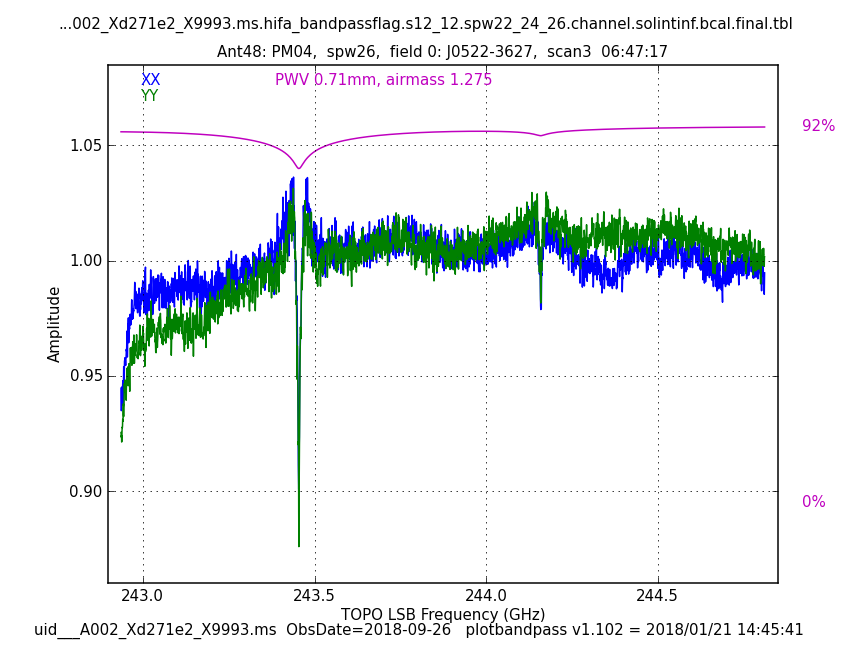 ...002_Xd271e2_X9993.ms.hifa_bandpassflag.s12_12.spw22_24_26.channel.solintinf.bcal.final.tbl
Ant48: PM04,  spw26,  field 0: J0522-3627,  scan3  06:47:17
XX
PWV 0.71mm, airmass 1.275
YY
92%
1.05
1.00
0.95
0.90
0%
Amplitude
243.0 243.5 244.0 244.5
TOPO LSB Frequency (GHz)
uid___A002_Xd271e2_X9993.ms  ObsDate=2018-09-26   plotbandpass v1.102 = 2018/01/21 14:45:41